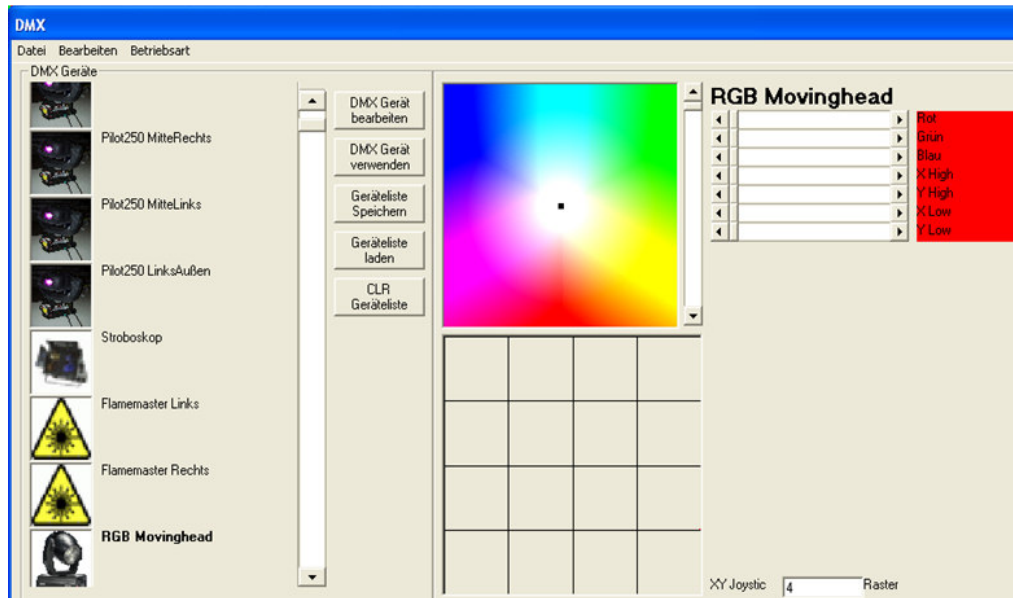 DMX
Datei Bearbeiten Betriebsart
DMX Geräte
Pilot250 MitteRechts
Pilot250 MitteLinks
Pilot250 LinksAußen
Stroboskop
Flamemaster Links
Flamemaster Rechts
RGB Movinghead
DMX Gerät
bearbeiten
DMX Gerät
verwenden
Geräteliste
Speichern
Geräteliste
laden
CLR
Geräteliste
RGB Movinghead
Rot
Grün
Blau
X High
Y High
X Low
Y Low
XY Joystic 4 Raster